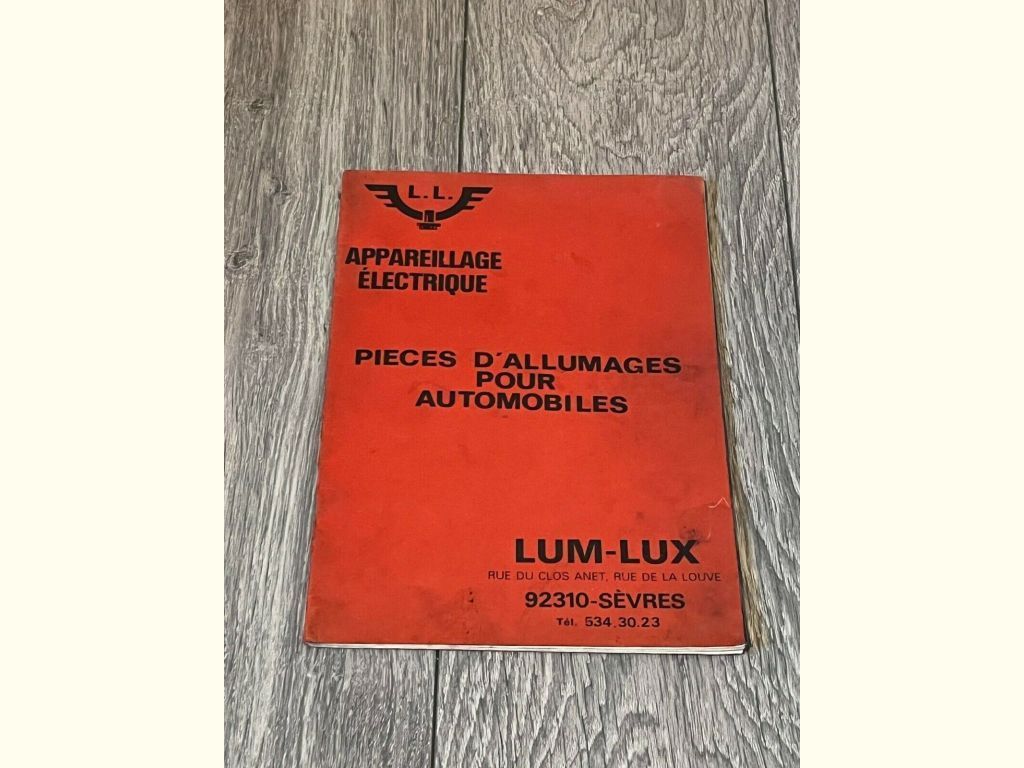 L.L.
APPAREILLAGE
ÉLECTRIQUE
PIECES D'ALLUMAGES
POUR
AUTOMOBILES
LUM-LUX
RUE DU CLOS ANET, RUE DE LA LOUVE
92310-SÈVRES
Tél. 534.30.23